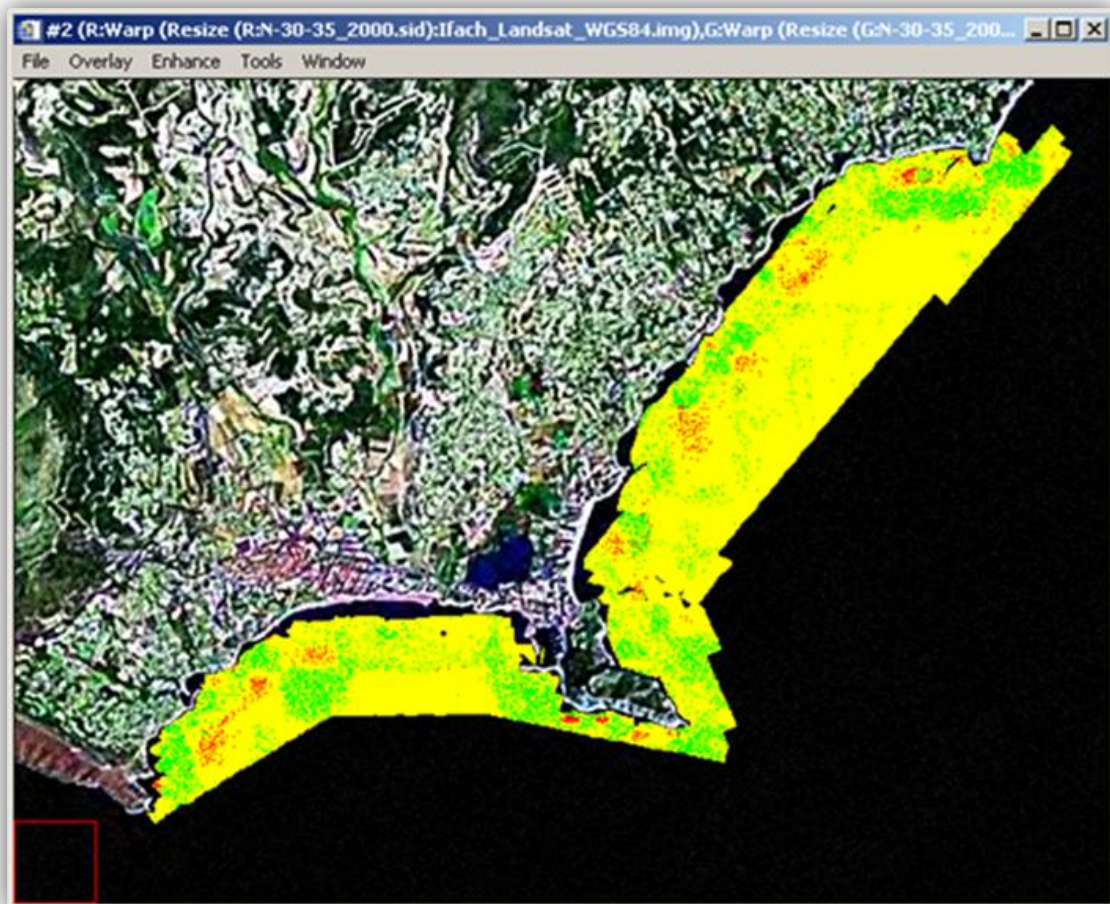 #2 (R:Warp (Resize (R:N-30-35_2000.sid):Ifach_Landsat_WGS84.img),G:Warp (Resize (G:N-30-35_200...
File Overlay Enhance Tools Window